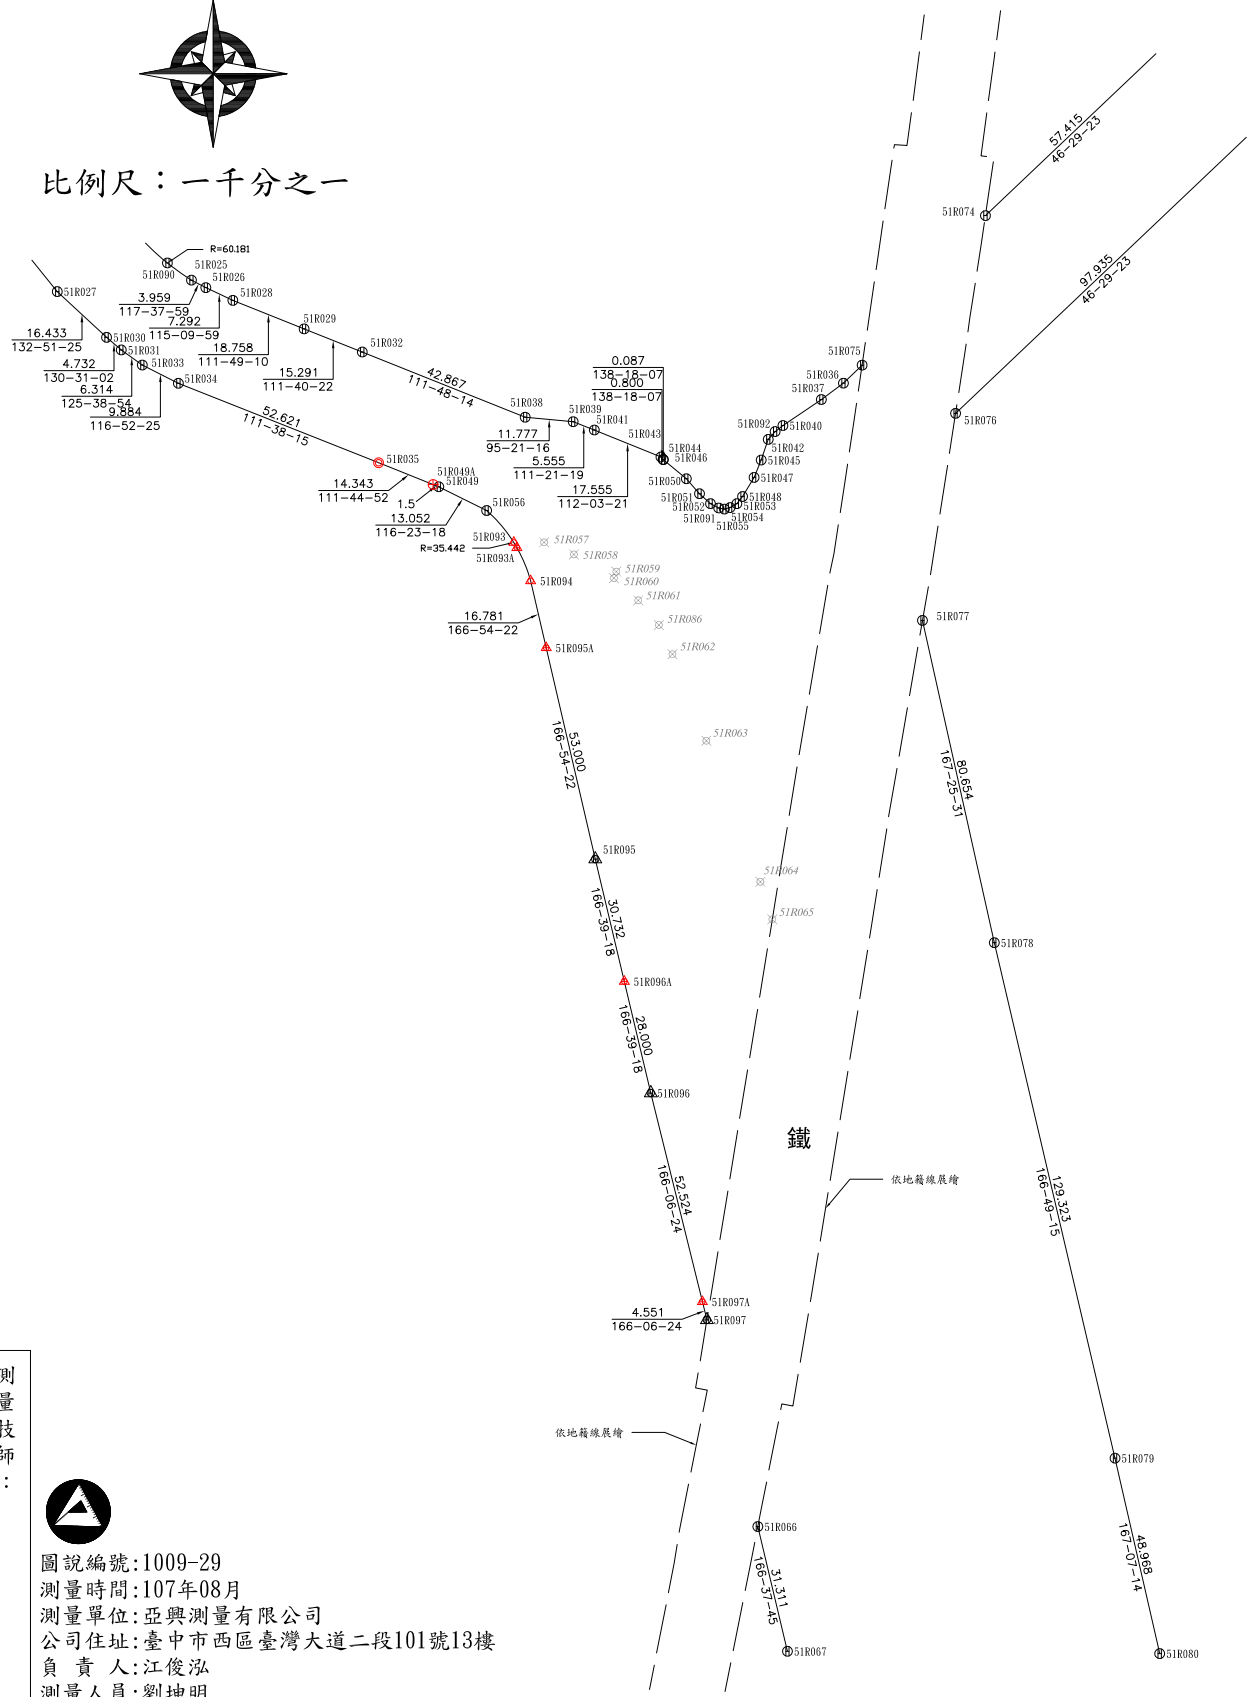 比例尺：一千分之一
R=60.181
51R090
51R025
51R026
51R027
51R028
3.959
117-37-59
7.292
115-09-59
51R029
16.433
132-51-25
51R030
51R031
18.758
111-49-10
51R032
4.732
130-31-02
51R033
15.291
111-40-22
6.314
125-38-54
51R034
9.884
116-52-25
42.867
111-48-14
52.621
111-38-15
51R035
0.087
138-18-07
0.800
138-18-07
51R038
51R039
51R041
11.777
95-21-16
5.555
111-21-19
17.555
112-03-21
51R043
51R044
51R046
51R050
51R051
51R052
51R091
51R055
51R054
51R053
51R048
51R047
51R045
51R042
51R092
51R040
51R037
51R036
51R075
51R074
57.415
46-29-23
97.935
46-29-23
51R076
51R077
14.343
111-44-52
51R049A
51R049
1.5
13.052
116-23-18
51R056
51R093
R=35.442
51R093A
51R094
51R057
51R058
51R059
51R060
51R061
51R086
51R062
51R063
51R064
51R065
16.781
166-54-22
51R095A
53.000
166-54-22
51R095
30.732
166-39-18
51R096A
28.000
166-39-18
51R096
52.524
166-06-24
51R097A
4.551
166-06-24
51R097
80.654
167-25-31
51R078
鐵
依地籍線展繪
129.323
166-49-15
依地籍線展繪
51R079
51R066
31.311
166-37-45
51R067
48.968
167-07-14
51R080
測量技師：
圖說編號:1009-29
測量時間:107年08月
測量單位:亞興測量有限公司
公司住址:臺中市西區臺灣大道二段101號13樓
負 責 人:江俊泓
測量人員:劉坤明